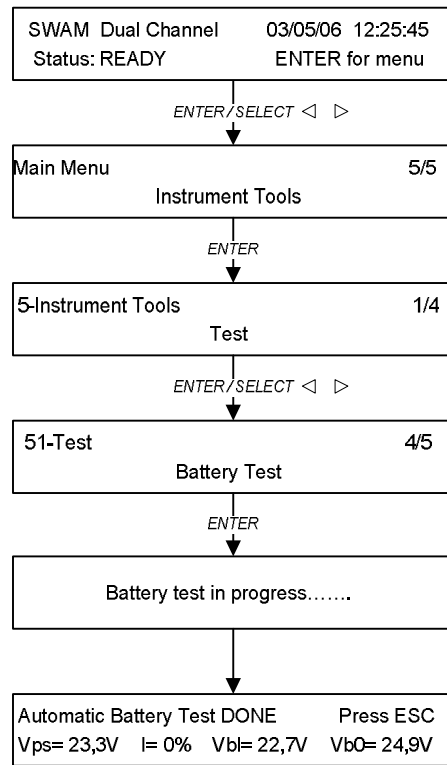 SWAM Dual Channel 03/05/06 12:25:45
Status: READY ENTER for menu
ENTER/SELECT ◁ ▷
Main Menu 5/5
Instrument Tools
ENTER
5-Instrument Tools 1/4
Test
ENTER/SELECT ◁ ▷
51-Test 4/5
Battery Test
ENTER
Battery test in progress.......
Automatic Battery Test DONE Press ESC
Vps= 23,3V I= 0% Vbl= 22,7V Vb0= 24,9V